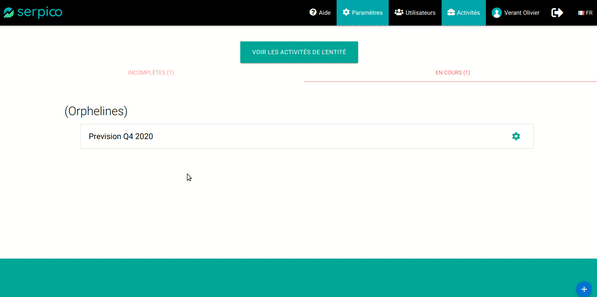 serpico Aide Paramètres Utilisateurs Activités Verant Olivier FR
VOIR LES ACTIVITÉS DE L'ENTITÉ
INCOMPLÈTES (1) EN COURS (1)
(Orphelines)
Prevision Q4 2020